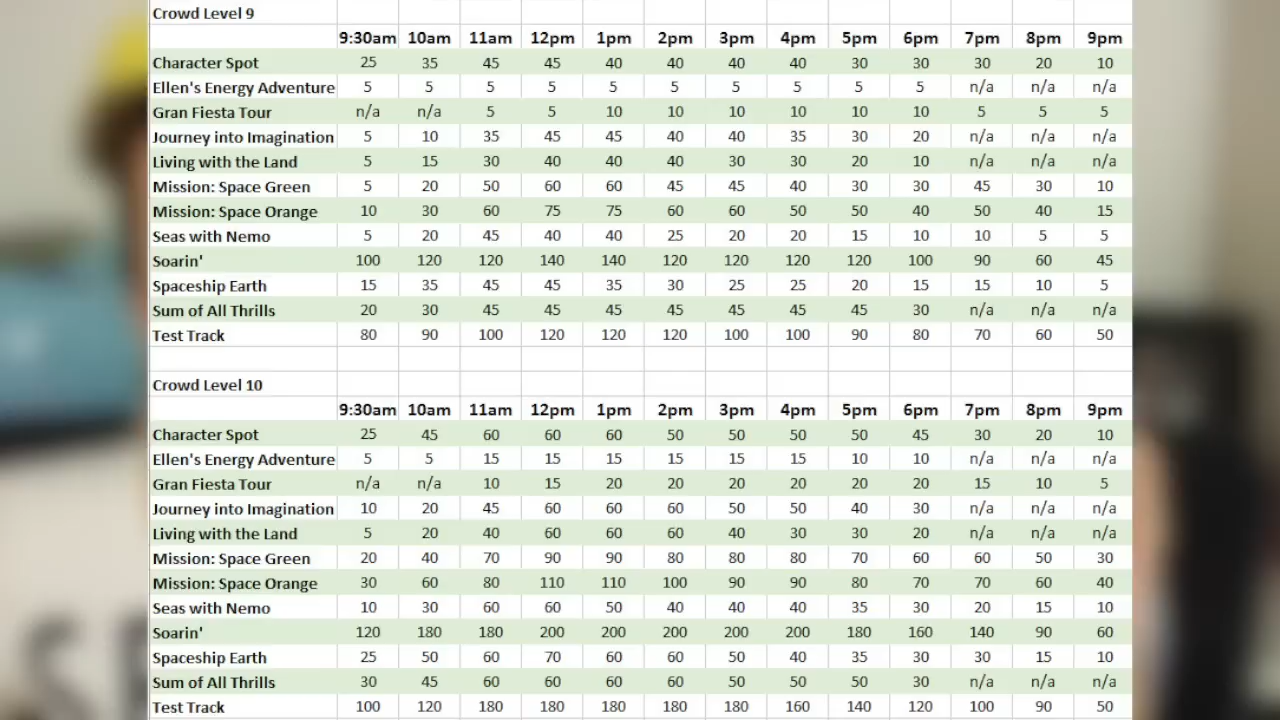 Crowd Level 9
9:30am 10am 11am 12pm 1pm 2pm 3pm 4pm 5pm 6pm 7pm 8pm 9pm
Character Spot 25 35 45 45 40 40 40 40 30 30 30 20 10
Ellen's Energy Adventure 5 5 5 5 5 5 5 5 5 5 n/a n/a n/a
Gran Fiesta Tour n/a n/a 5 5 10 10 10 10 10 10 5 5 5
Journey into Imagination 5 10 35 45 45 40 40 35 30 20 n/a n/a n/a
Living with the Land 5 15 30 40 40 40 30 30 20 10 n/a n/a n/a
Mission: Space Green 5 20 50 60 60 45 45 40 30 30 45 30 10
Mission: Space Orange 10 30 60 75 75 60 60 50 50 40 50 40 15
Seas with Nemo 5 20 45 40 40 25 20 20 15 10 10 5 5
Soarin' 100 120 120 140 140 120 120 120 120 100 90 60 45
Spaceship Earth 15 35 45 45 35 30 25 25 20 15 15 10 5
Sum of All Thrills 20 30 45 45 45 45 45 45 45 30 n/a n/a n/a
Test Track 80 90 100 120 120 120 100 100 90 80 70 60 50
Crowd Level 10
9:30am 10am 11am 12pm 1pm 2pm 3pm 4pm 5pm 6pm 7pm 8pm 9pm
Character Spot 25 45 60 60 60 50 50 50 50 45 30 20 10
Ellen's Energy Adventure 5 5 15 15 15 15 15 15 10 10 n/a n/a n/a
Gran Fiesta Tour n/a n/a 10 15 20 20 20 20 20 20 15 10 5
Journey into Imagination 10 20 45 60 60 60 50 50 40 30 n/a n/a n/a
Living with the Land 5 20 40 60 60 60 40 30 30 20 n/a n/a n/a
Mission: Space Green 20 40 70 90 90 80 80 80 70 60 60 50 30
Mission: Space Orange 30 60 80 110 110 100 90 90 80 70 70 60 40
Seas with Nemo 10 30 60 60 50 40 40 40 35 30 20 15 10
Soarin' 120 180 180 200 200 200 200 200 180 160 140 90 60
Spaceship Earth 25 50 60 70 60 60 50 40 35 30 30 15 10
Sum of All Thrills 30 45 60 60 60 60 50 50 50 30 n/a n/a n/a
Test Track 100 120 180 180 180 180 180 160 140 120 100 90 50